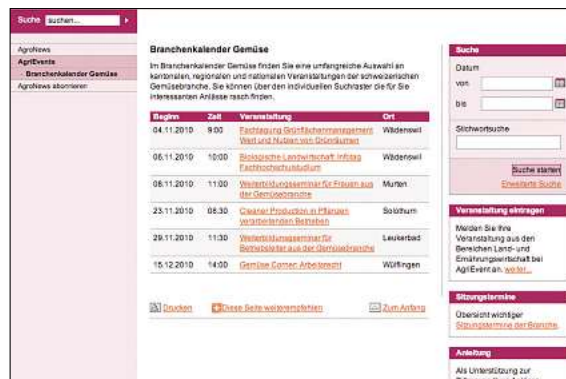 Suche suchen...
AgroNews
AgriEvents
- Branchenkalender Gemüse
AgroNews abonnieren
Branchenkalender Gemüse
Im Branchenkalender Gemüse finden Sie eine umfangreiche Auswahl an
kantonalen, regionalen und nationalen Veranstaltungen der schweizerischen
Gemüsebranche. Sie können über den individuellen Suchraster die für Sie
interessanten Anlässe rasch finden.
Beginn Zeit Veranstaltung Ort
04.11.2010 9:00 Fachtagung Grünflächenmanagement Wädenswil
Wert und Nutzen von Grünräumen
06.11.2010 10:00 Biologische Landwirtschaft Infotag Wädenswil
Fachhochschulstudium
08.11.2010 11:00 Weiterbildungsseminar für Frauen aus Murten
der Gemüsebranche
23.11.2010 08:30 Cleaner Production in Pflanzen Solothurn
verarbeitenden Betrieben
29.11.2010 11:30 Weiterbildungsseminar für Leukerbad
Betriebsleiter aus der Gemüsebranche
15.12.2010 14:00 Gemüse Corner: Arbeitsrecht Wülflingen
Drucken Diese Seite weiterempfehlen Zum Anfang
Suche
Datum
von
bis
Stichwortsuche
Suche starten
Erweiterte Suche
Veranstaltung eintragen
Melden Sie Ihre
Veranstaltung aus den
Bereichen Land- und
Ernährungswirtschaft bei
AgriEvent an. weiter...
Sitzungstermine
Übersicht wichtiger
Sitzungstermine der Branche.
Anleitung
Als Unterstützung zur